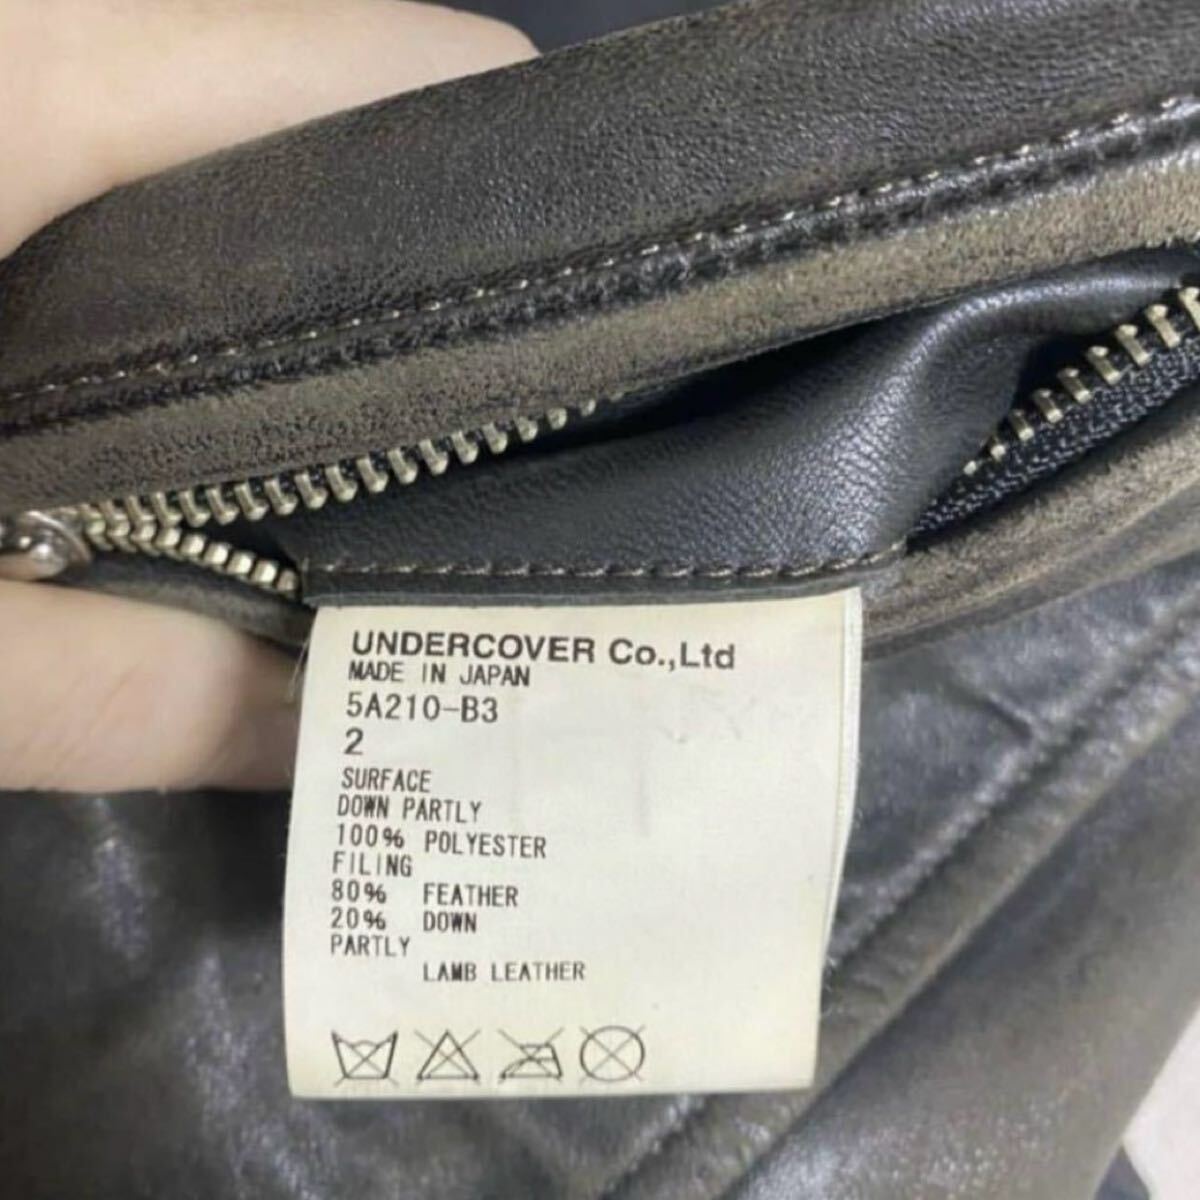 UNDERCOVER Co.,Ltd
MADE IN JAPAN
5A210-B3
2
SURFACE
DOWN PARTLY
100% POLYESTER
FILING
80% FEATHER
20% DOWN
PARTLY
LAMB LEATHER